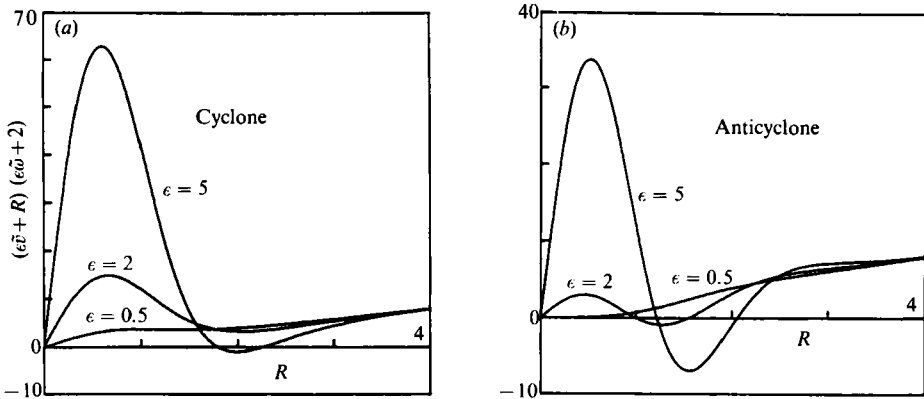 70
(a)
Cyclone
ϵ = 5
ϵ = 2
ϵ = 0.5
(ϵṽ + R) (ϵω̃ + 2)
0
−10
R
4
40
(b)
Anticyclone
ϵ = 5
ϵ = 0.5
ϵ = 2
0
−10
R
4